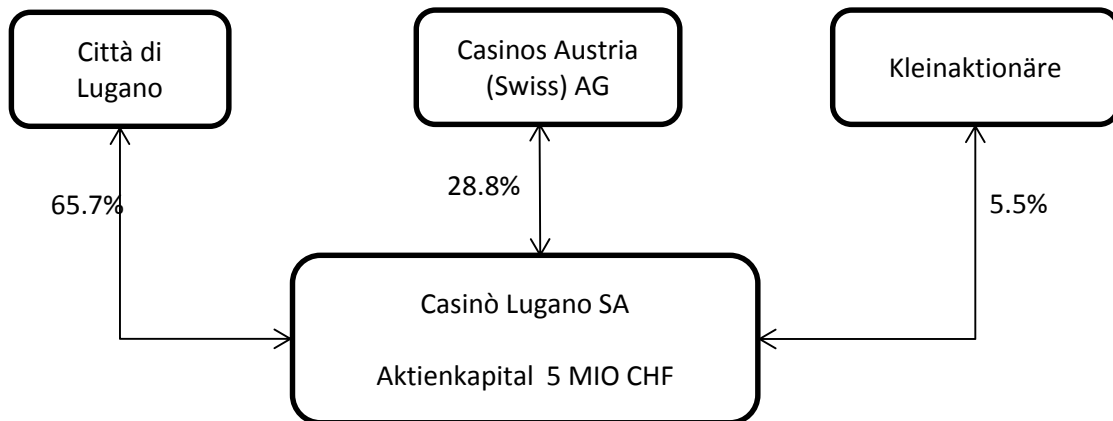 Città di
Lugano
Casinos Austria
(Swiss) AG
Kleinaktionäre
65.7%
28.8%
5.5%
Casinò Lugano SA
Aktienkapital 5 MIO CHF